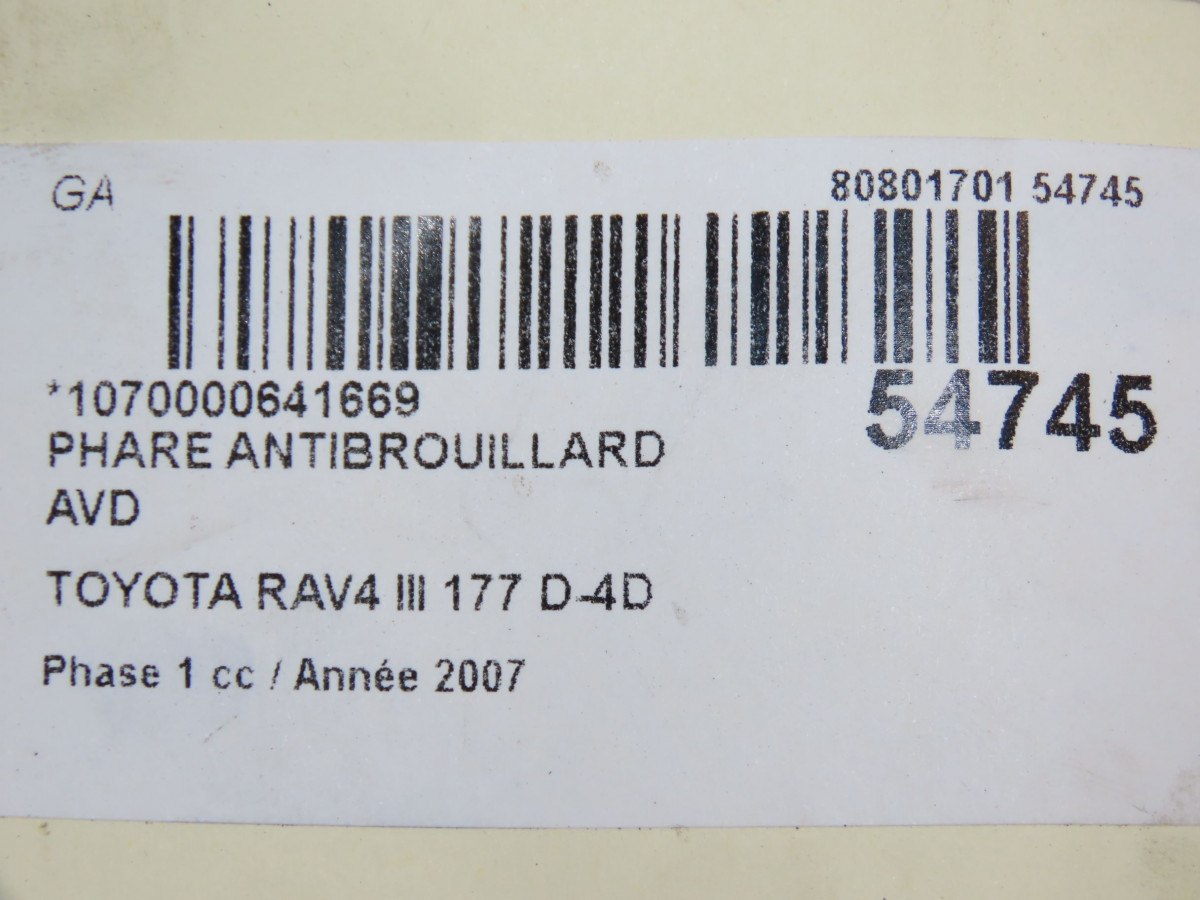 GA
80801701 54745
*1070000641669
54745
PHARE ANTIBROUILLARD
AVD
TOYOTA RAV4 III 177 D-4D
Phase 1 cc / Année 2007